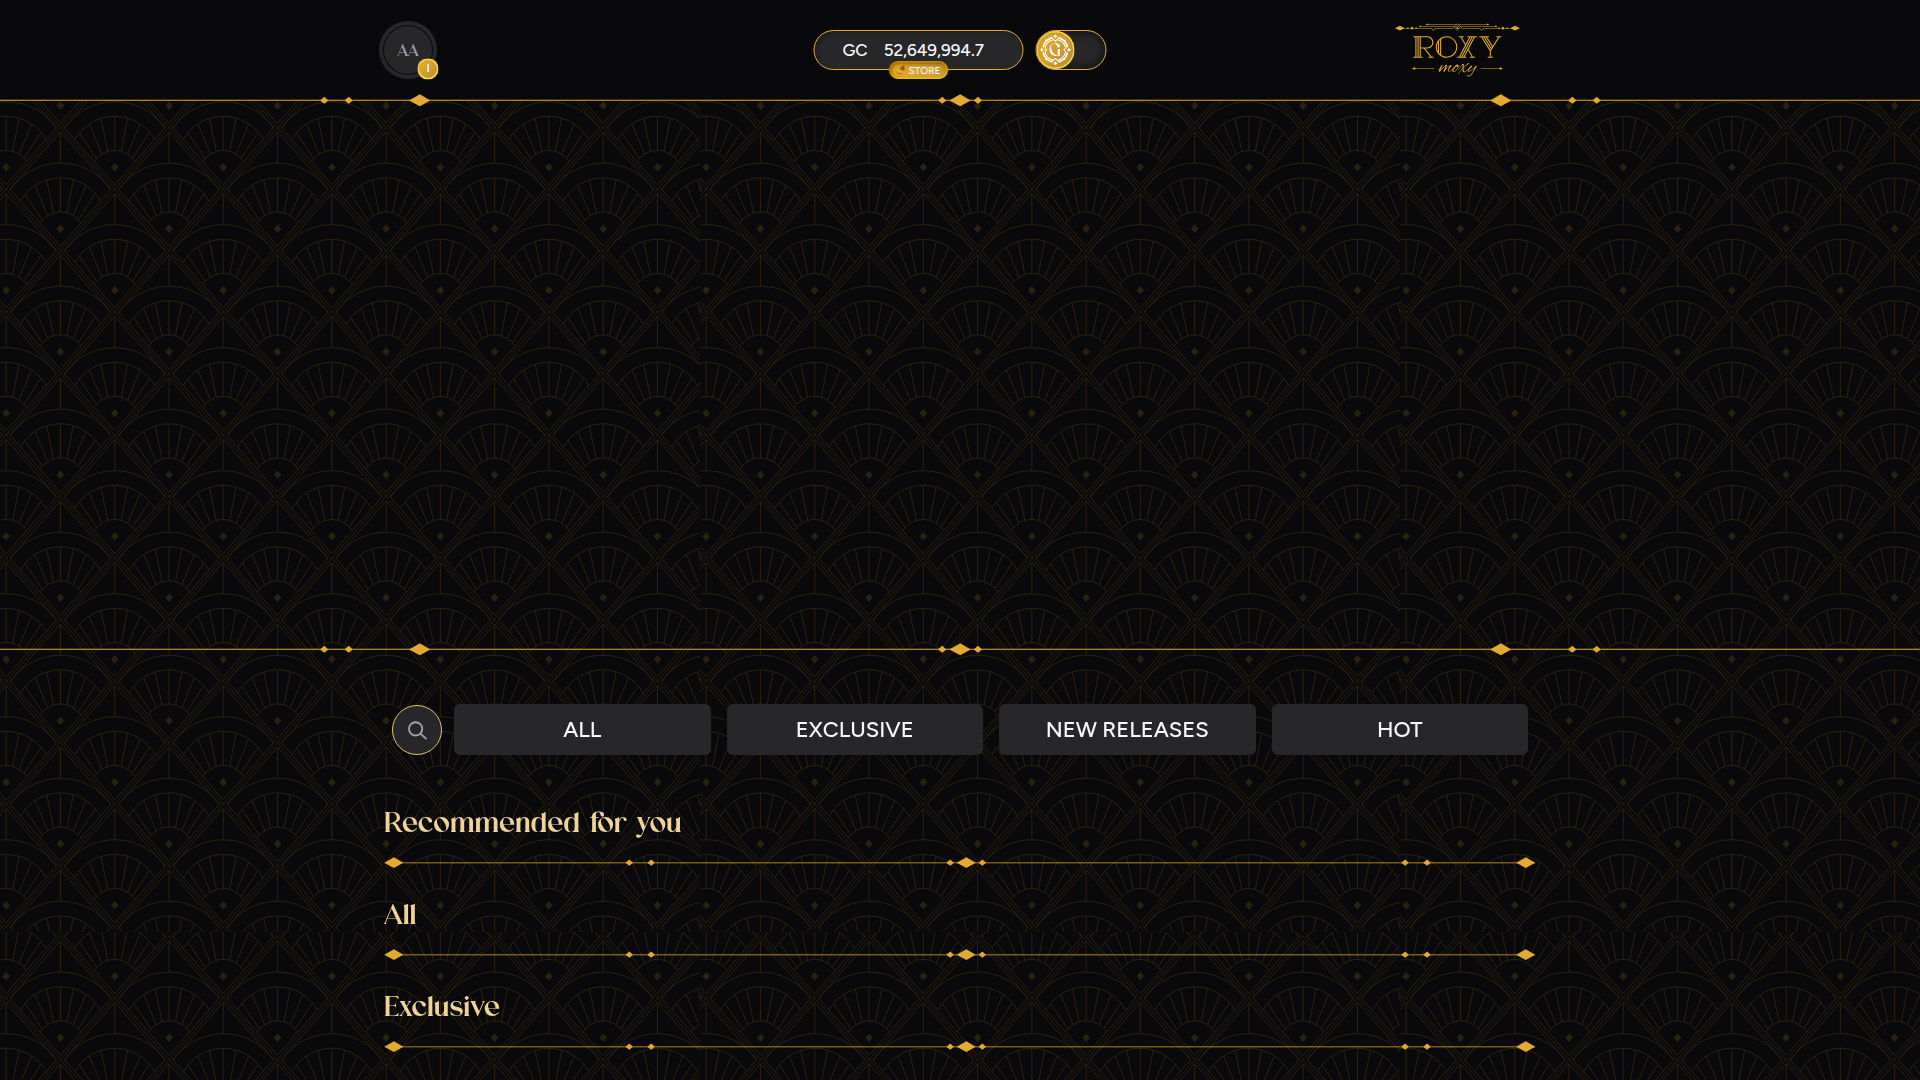 AA
1
GC 52,649,994.7
STORE
G
ROXY
moxy
ALL
EXCLUSIVE
NEW RELEASES
HOT
Recommended for you
All
Exclusive